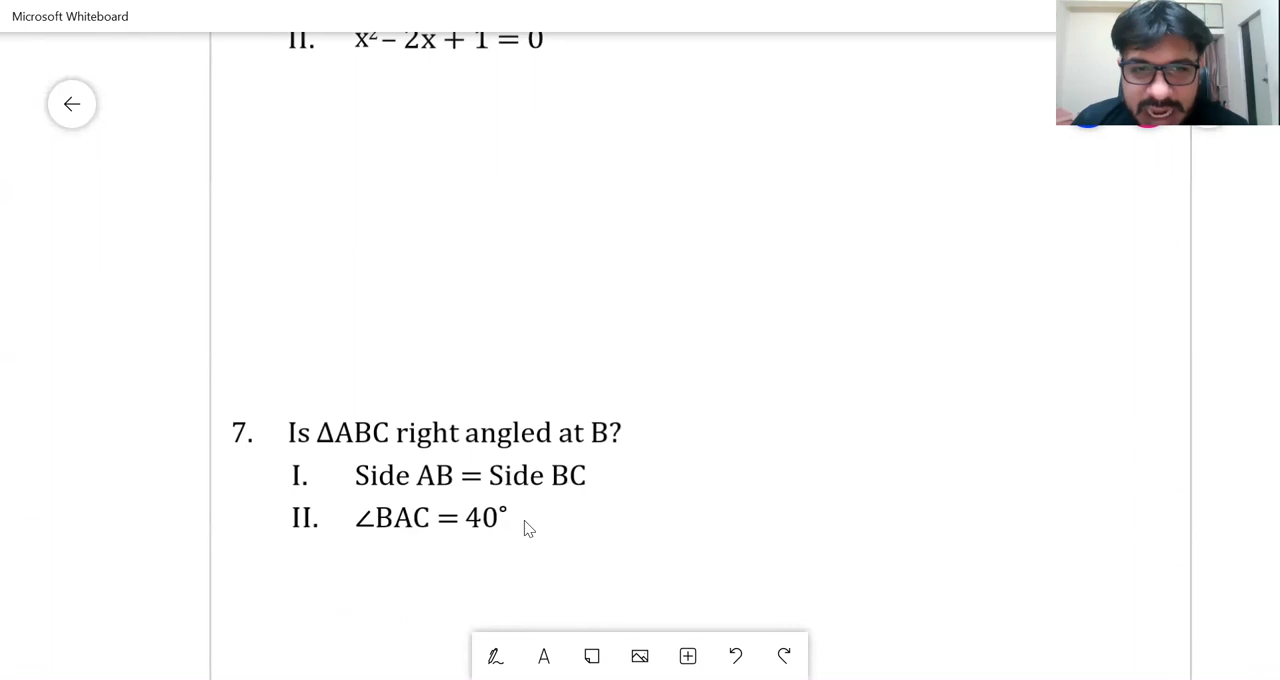 Microsoft Whiteboard
II. x² – 2x + 1 = 0
7. Is ΔABC right angled at B?
I. Side AB = Side BC
II. ∠BAC = 40°